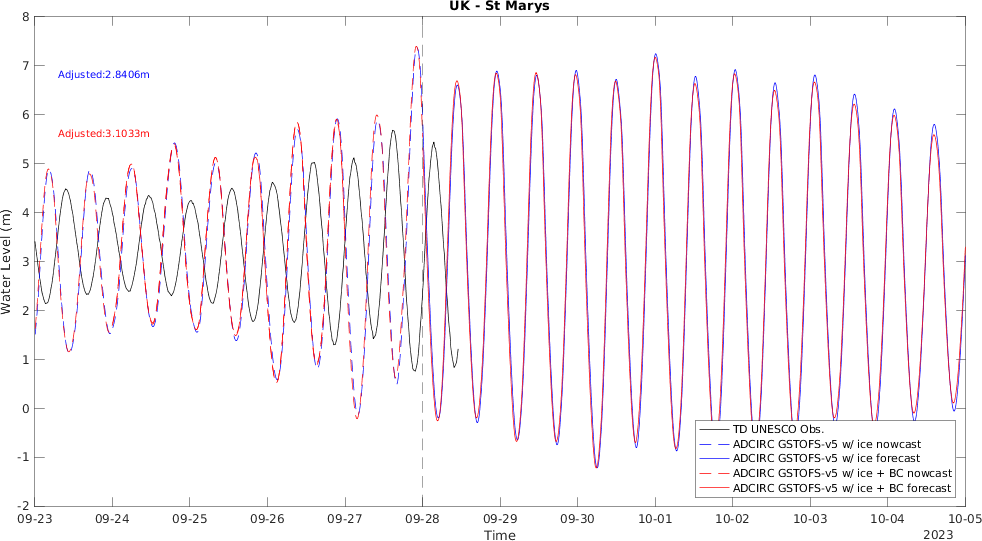 UK - St Marys
8
7
6
5
4
3
2
1
0
-1
-2
Water Level (m)
Adjusted:2.8406m
Adjusted:3.1033m
TD UNESCO Obs.
ADCIRC GSTOFS-v5 w/ ice nowcast
ADCIRC GSTOFS-v5 w/ ice forecast
ADCIRC GSTOFS-v5 w/ ice + BC nowcast
ADCIRC GSTOFS-v5 w/ ice + BC forecast
09-23 09-24 09-25 09-26 09-27 09-28 09-29 09-30 10-01 10-02 10-03 10-04 10-05
Time
2023